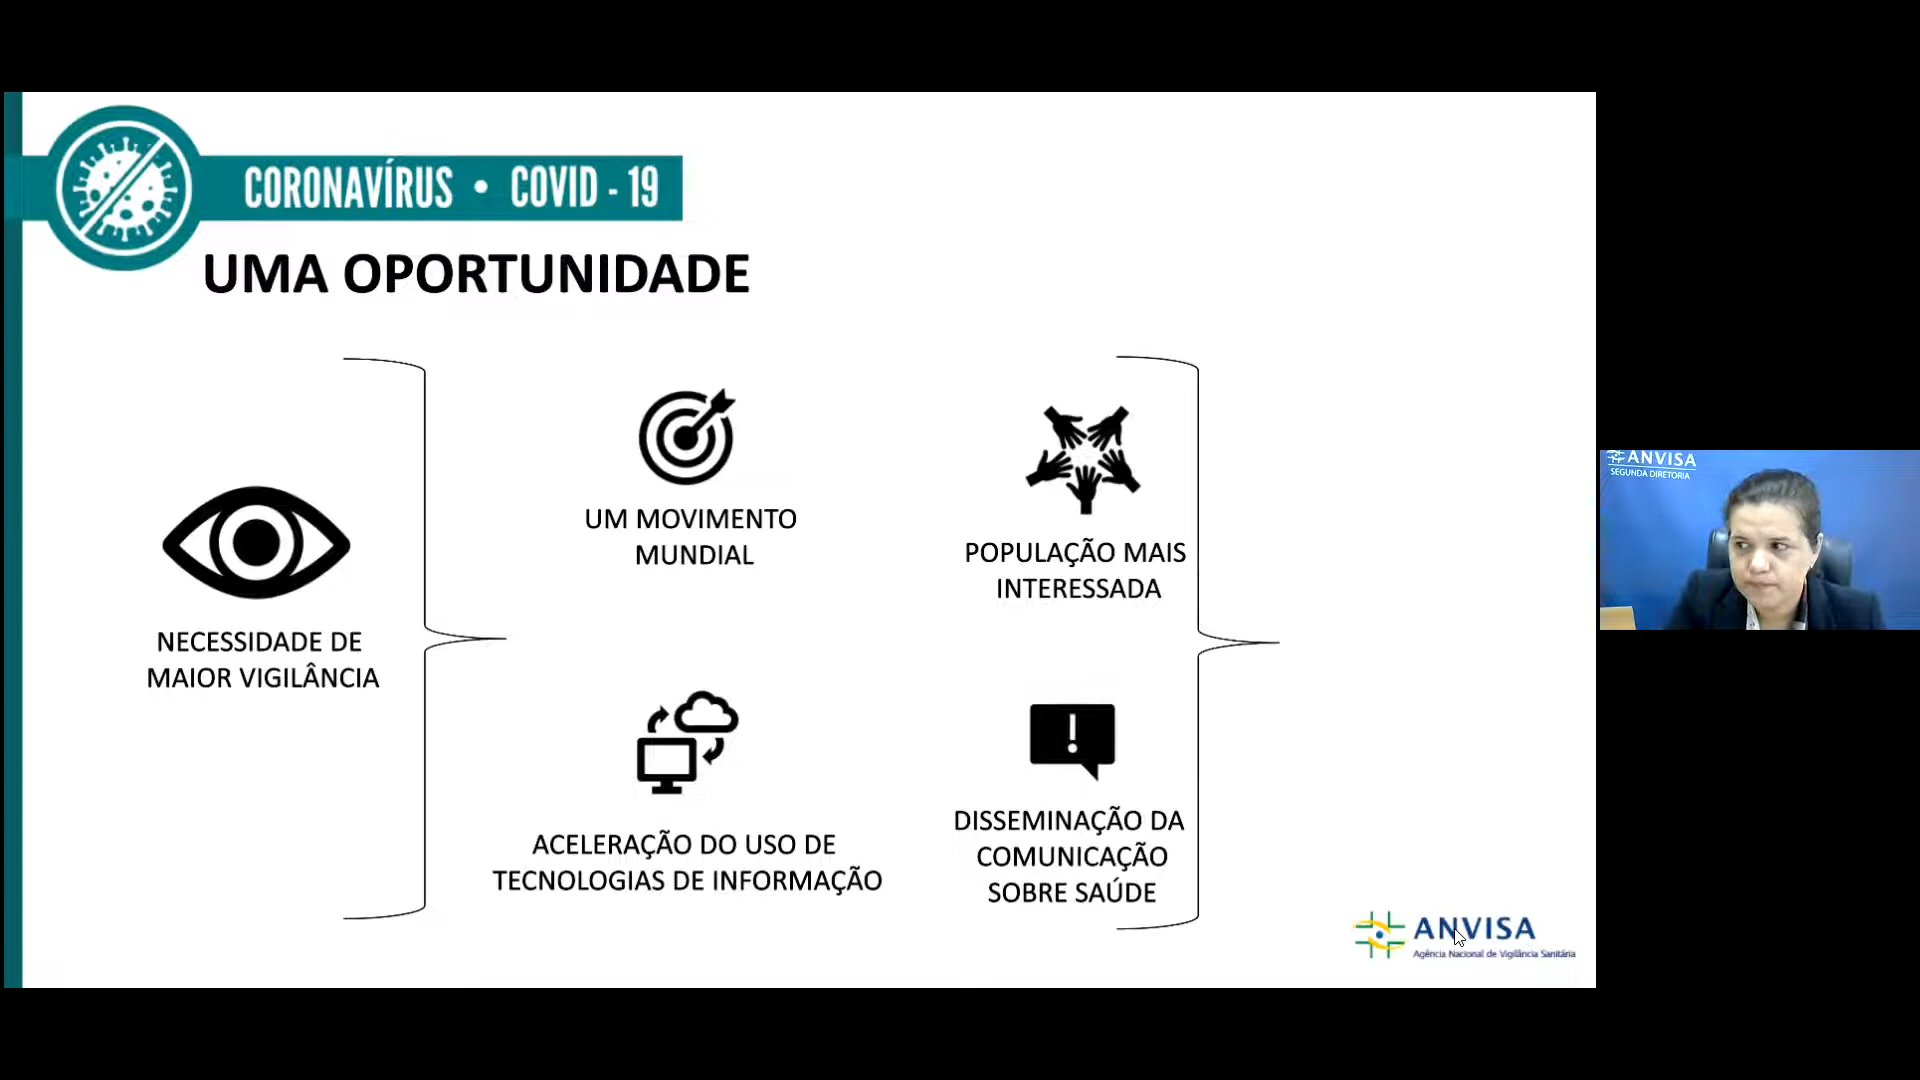 CORONAVÍRUS • COVID - 19
UMA OPORTUNIDADE
NECESSIDADE DE
MAIOR VIGILÂNCIA
UM MOVIMENTO
MUNDIAL
ACELERAÇÃO DO USO DE
TECNOLOGIAS DE INFORMAÇÃO
POPULAÇÃO MAIS
INTERESSADA
!
DISSEMINAÇÃO DA
COMUNICAÇÃO
SOBRE SAÚDE
ANVISA
Agência Nacional de Vigilância Sanitária
ANVISA
SEGUNDA DIRETORIA